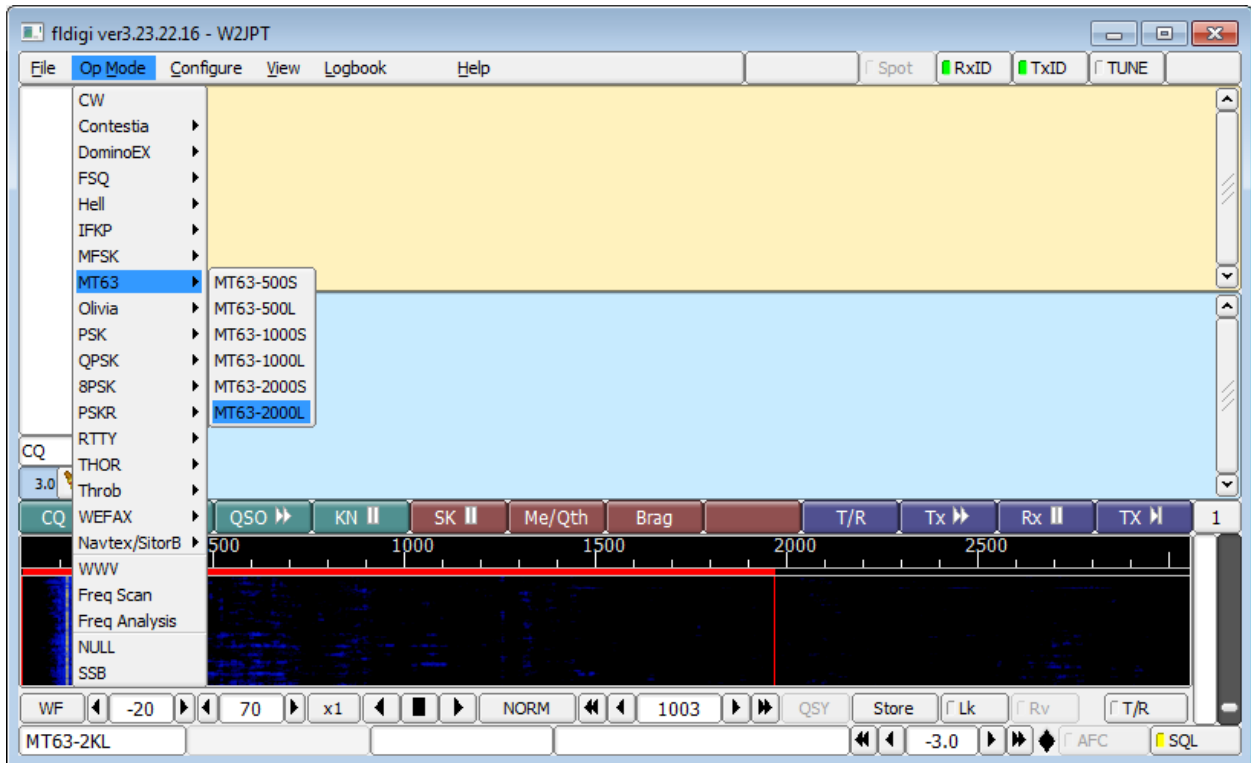 fldigi ver3.23.22.16 - W2JPT
File Op Mode Configure View Logbook Help Spot RxID TxID TUNE
CW
Contestia
DominoEX
FSQ
Hell
IFKP
MFSK
MT63
Olivia
PSK
QPSK
8PSK
PSKR
RTTY
THOR
Throb
WEFAX
Navtex/SitorB
WWV
Freq Scan
Freq Analysis
NULL
SSB
MT63-500S
MT63-500L
MT63-1000S
MT63-1000L
MT63-2000S
MT63-2000L
CQ
3.0
CQ QSO KN SK Me/Qth Brag T/R Tx Rx TX 1
500 1000 1500 2000 2500
WF -20 70 x1 NORM 1003 QSY Store Lk Rv T/R
MT63-2KL -3.0 AFC SQL